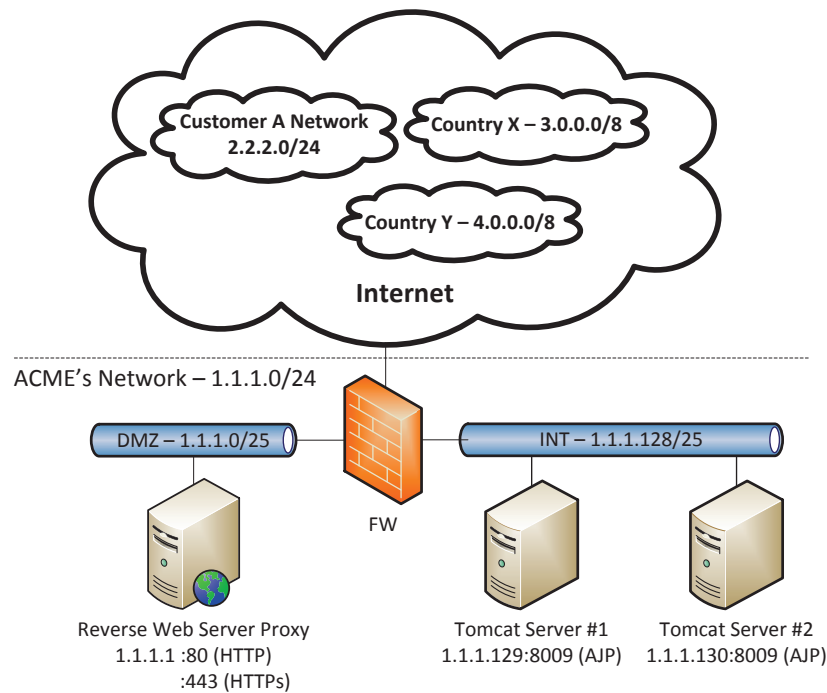 Customer A Network
2.2.2.0/24
Country X – 3.0.0.0/8
Country Y – 4.0.0.0/8
Internet
ACME's Network – 1.1.1.0/24
DMZ – 1.1.1.0/25
INT – 1.1.1.128/25
FW
Reverse Web Server Proxy
1.1.1.1 :80 (HTTP)
:443 (HTTPs)
Tomcat Server #1
1.1.1.129:8009 (AJP)
Tomcat Server #2
1.1.1.130:8009 (AJP)